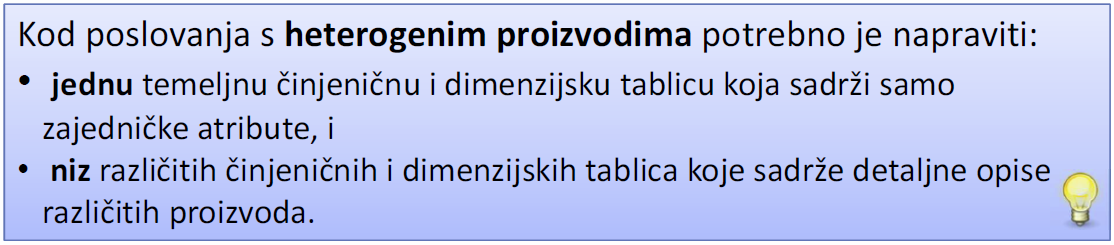 Kod poslovanja s heterogenim proizvodima potrebno je napraviti:
• jednu temeljnu činjeničnu i dimenzijsku tablicu koja sadrži samo
zajedničke atribute, i
• niz različitih činjeničnih i dimenzijskih tablica koje sadrže detaljne opise
različitih proizvoda.